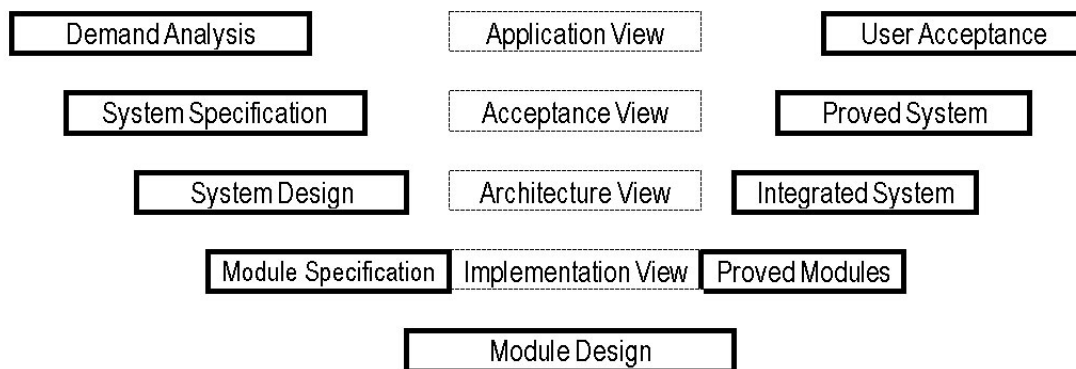 Demand Analysis
Application View
User Acceptance
System Specification
Acceptance View
Proved System
System Design
Architecture View
Integrated System
Module Specification
Implementation View
Proved Modules
Module Design